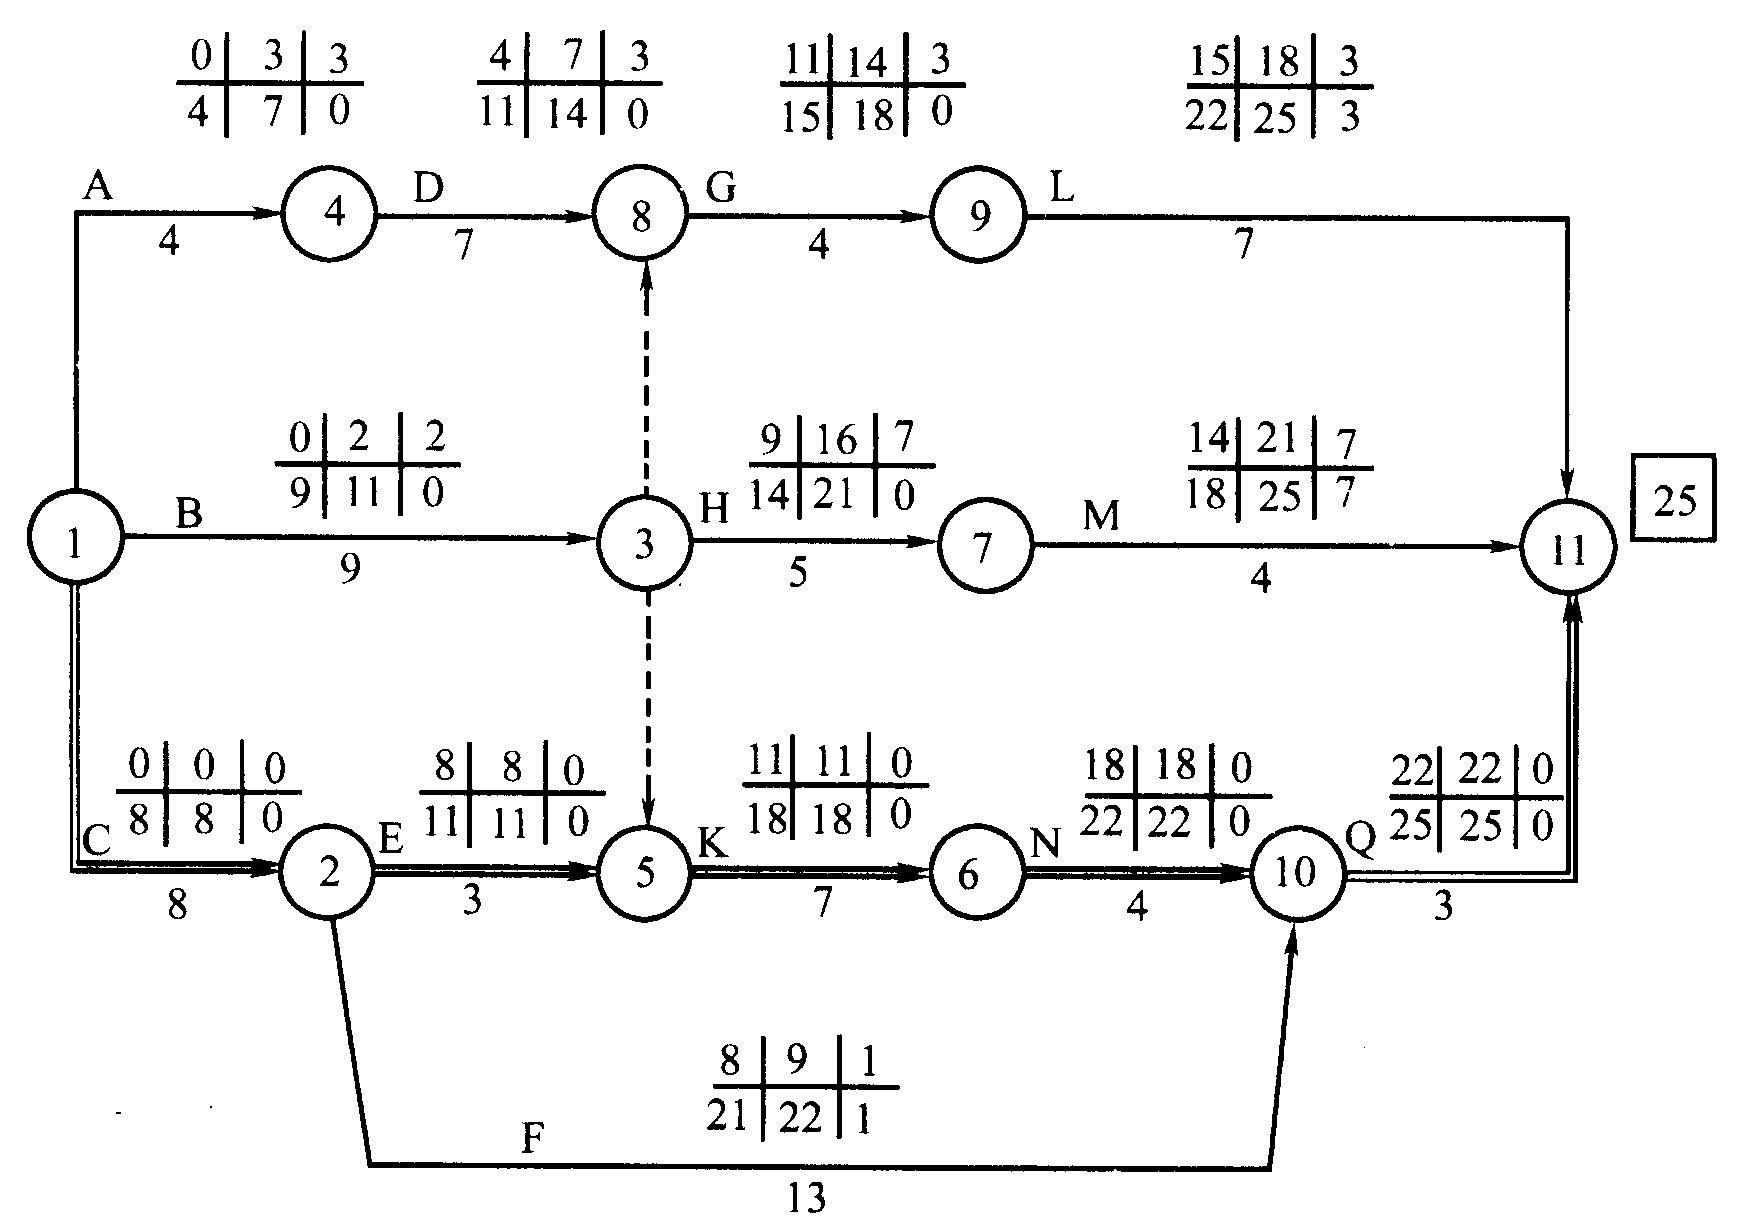 0 3 3 4 7 3 11 14 3 15 18 3
4 7 0 11 14 0 15 18 0 22 25 3
A 4 D 8 G 9 L
4 7 4 7
0 2 2 9 16 7 14 21 7
9 11 0 14 21 0 18 25 7 25
1 B 3 H 7 M 11
9 5 4
0 0 0 8 8 0 11 11 0 18 18 0 22 22 0
8 8 0 11 11 0 18 18 0 22 22 0 25 25 0
C 2 E 5 K 6 N 10 Q
8 3 7 4 3
8 9 1
21 22 1
F
13